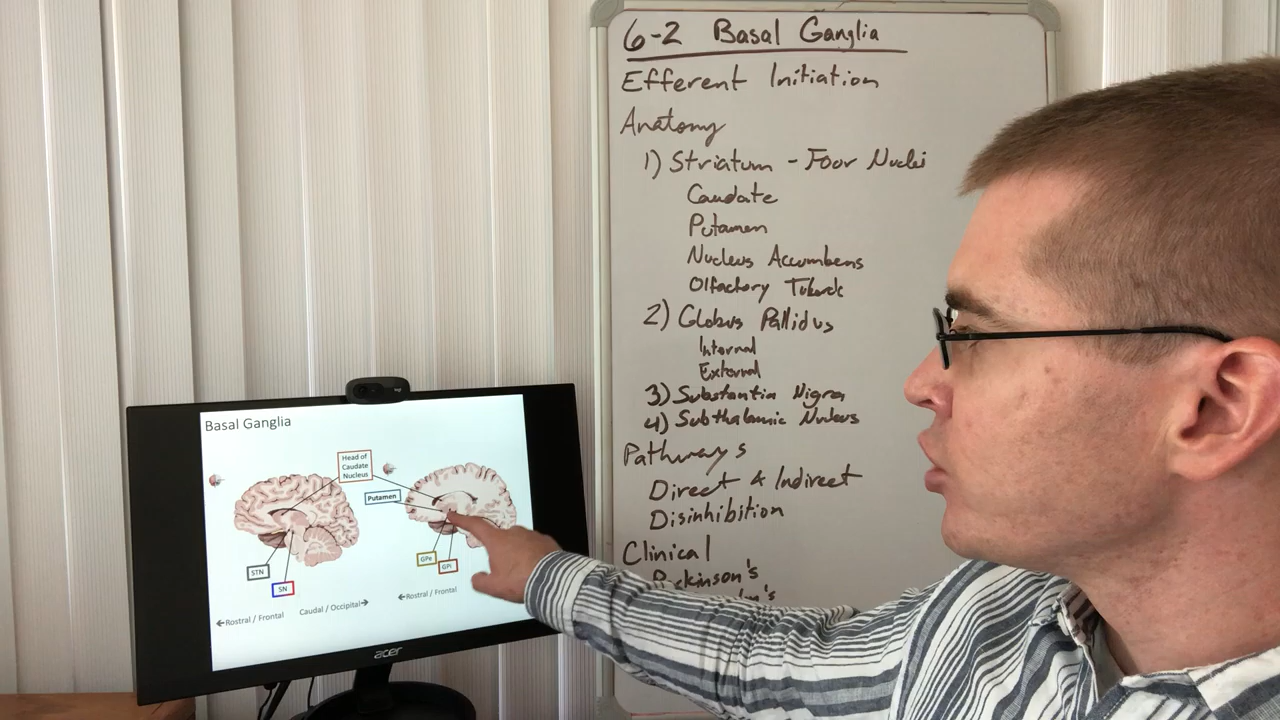 6-2 Basal Ganglia
Efferent Initiation
Anatomy
1) Striatum - Four Nuclei
Caudate
Putamen
Nucleus Accumbens
Olfactory
2) Globus Pallidus
Internal
External
3) Substantia Nigra
4) Subthalamic Nucleus
Pathways
Direct & Indirect
Disinhibition
Clinical
Basal Ganglia
Head of
Caudate
Nucleus
Putamen
GPe
GPi
STN
SN
←Rostral / Frontal
Caudal / Occipital→
←Rostral / Frontal
acer